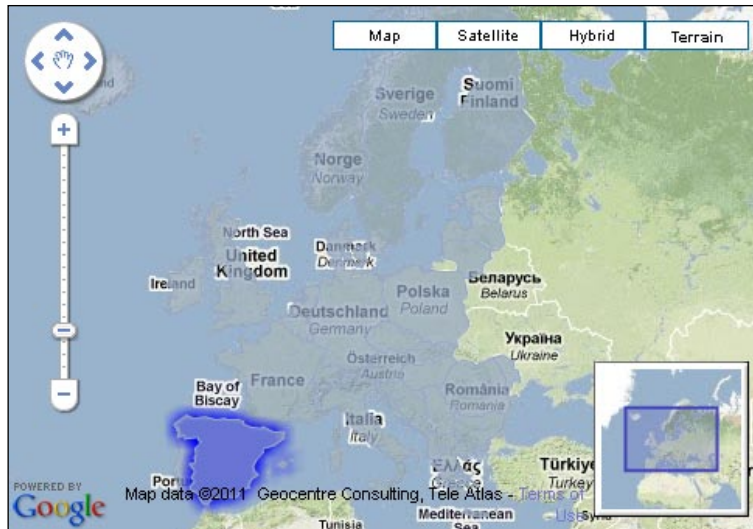 Map
Satellite
Hybrid
Terrain
Suomi
Finland
Sverige
Sweden
Norge
Norway
North Sea
United
Kingdom
Danmark
Denmark
Ireland
Беларусь
Belarus
Polska
Poland
Deutschland
Germany
Україна
Ukraine
Österreich
Austria
France
Bay of
Biscay
România
Romania
Italia
Italy
Ελλάς
Greece
Türkiye
Turkey
POWERED BY
Google
Map data ©2011 Geocentre Consulting, Tele Atlas - Terms of
Use
Syria
Mediterranean
Sea
Tunisia